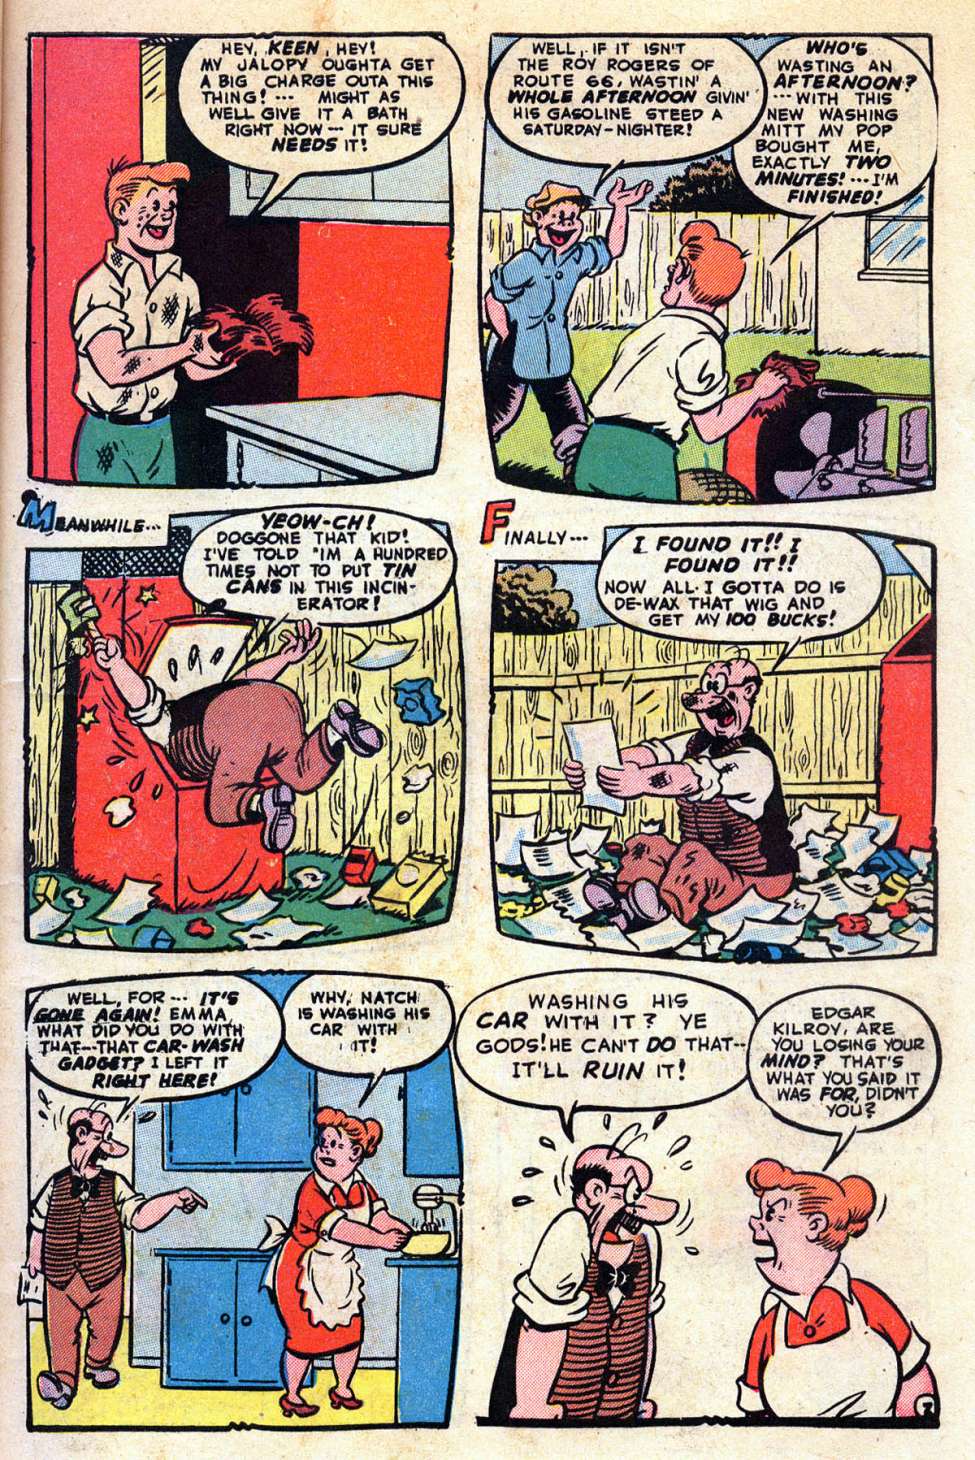 HEY, KEEN, HEY!
MY JALOPY OUGHTA GET
A BIG CHARGE OUTA THIS
THING! ··· MIGHT AS
WELL GIVE IT A BATH
RIGHT NOW -- IT SURE
NEEDS IT!
WELL, IF IT ISN'T
THE ROY ROGERS OF
ROUTE 66, WASTIN' A
WHOLE AFTERNOON GIVIN'
HIS GASOLINE STEED A
SATURDAY-NIGHTER!
WHO'S
WASTING AN
AFTERNOON?
··· WITH THIS
NEW WASHING
MITT MY POP
BOUGHT ME,
EXACTLY TWO
MINUTES! ··· I'M
FINISHED!
MEANWHILE...
YEOW-CH!
DOGGONE THAT KID!
I'VE TOLD 'IM A HUNDRED
TIMES NOT TO PUT TIN
CANS IN THIS INCIN-
ERATOR!
FINALLY---
I FOUND IT!! I
FOUND IT!!
NOW ALL I GOTTA DO IS
DE-WAX THAT WIG AND
GET MY 100 BUCKS!
WELL, FOR --- IT'S
GONE AGAIN! EMMA,
WHAT DID YOU DO WITH
THAT---THAT CAR-WASH
GADGET? I LEFT IT
RIGHT HERE!
WHY, NATCH
IS WASHING HIS
CAR WITH
IT!
WASHING HIS
CAR WITH IT? YE
GODS! HE CAN'T DO THAT--
IT'LL RUIN IT!
EDGAR
KILROY, ARE
YOU LOSING YOUR
MIND? THAT'S
WHAT YOU SAID IT
WAS FOR, DIDN'T
YOU?